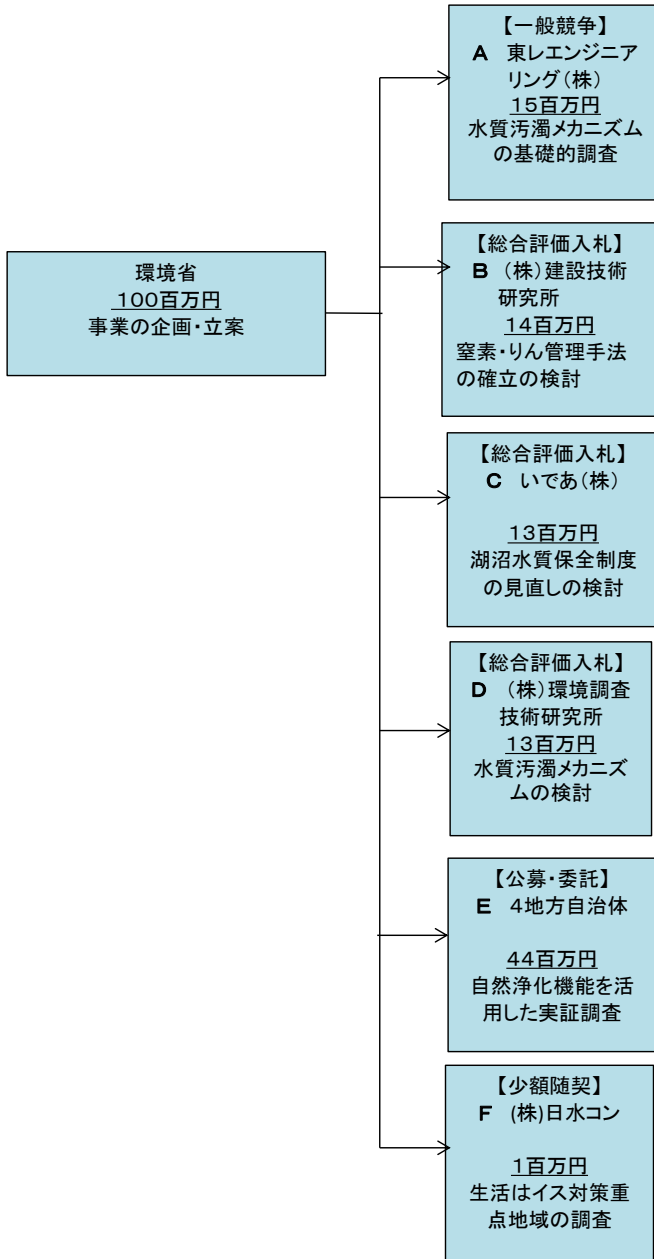 環境省
100百万円
事業の企画・立案
【一般競争】
A 東レエンジニア
リング(株)
15百万円
水質汚濁メカニズム
の基礎的調査
【総合評価入札】
B (株)建設技術
研究所
14百万円
窒素・りん管理手法
の確立の検討
【総合評価入札】
C いであ(株)
13百万円
湖沼水質保全制度
の見直しの検討
【総合評価入札】
D (株)環境調査
技術研究所
13百万円
水質汚濁メカニズ
ムの検討
【公募・委託】
E 4地方自治体
44百万円
自然浄化機能を活
用した実証調査
【少額随契】
F (株)日水コン
1百万円
生活はイス対策重
点地域の調査